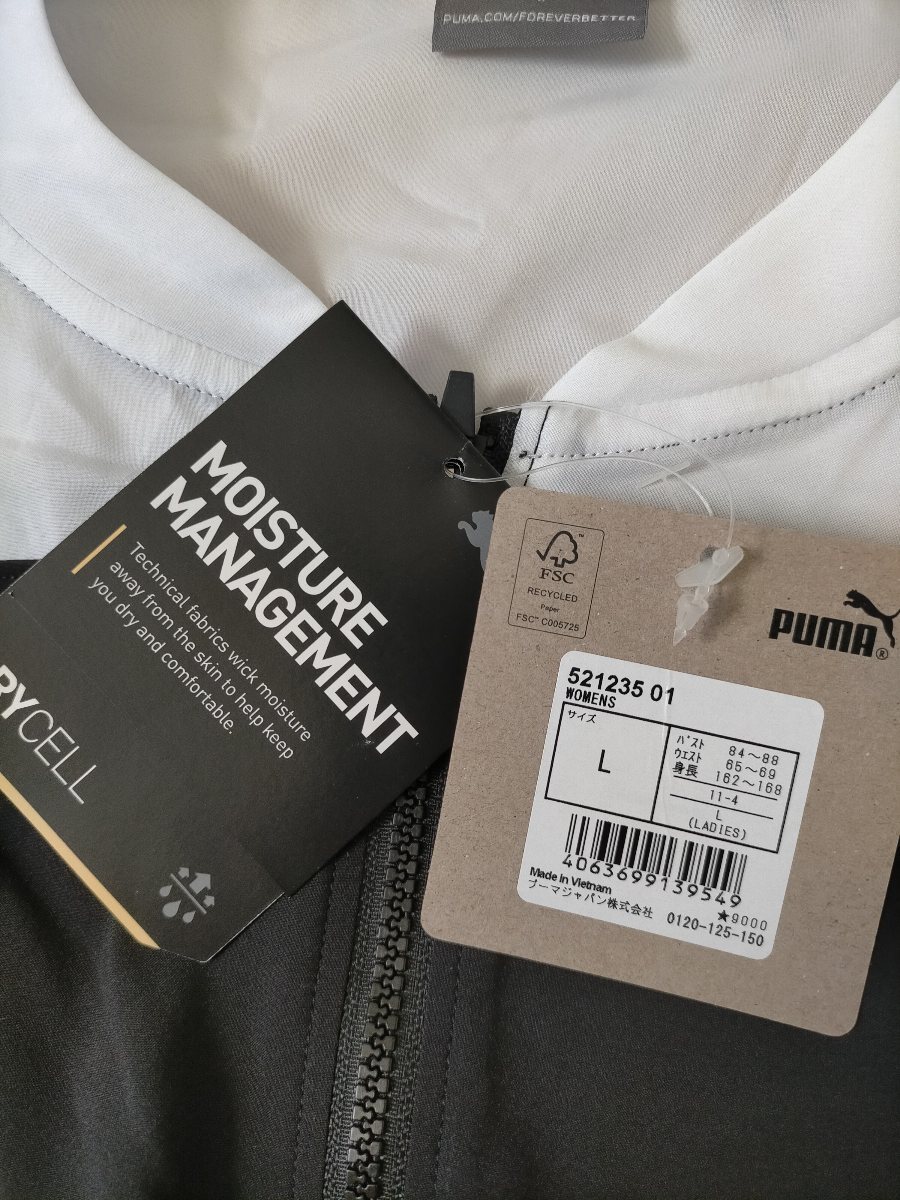 PUMA.COM/FOREVERBETTER
MOISTURE
MANAGEMENT
Technical fabrics wick moisture
away from the skin to help keep
you dry and comfortable.
RYCELL
FSC
RECYCLED
Paper
FSC™ C005725
PUMA®
521235 01
WOMENS
サイズ
L
バスト 84～88
ウエスト 65～69
身長 162～168
11-4
L
(LADIES)
4063699139549
Made in Vietnam
★9000
プーマジャパン株式会社 0120-125-150